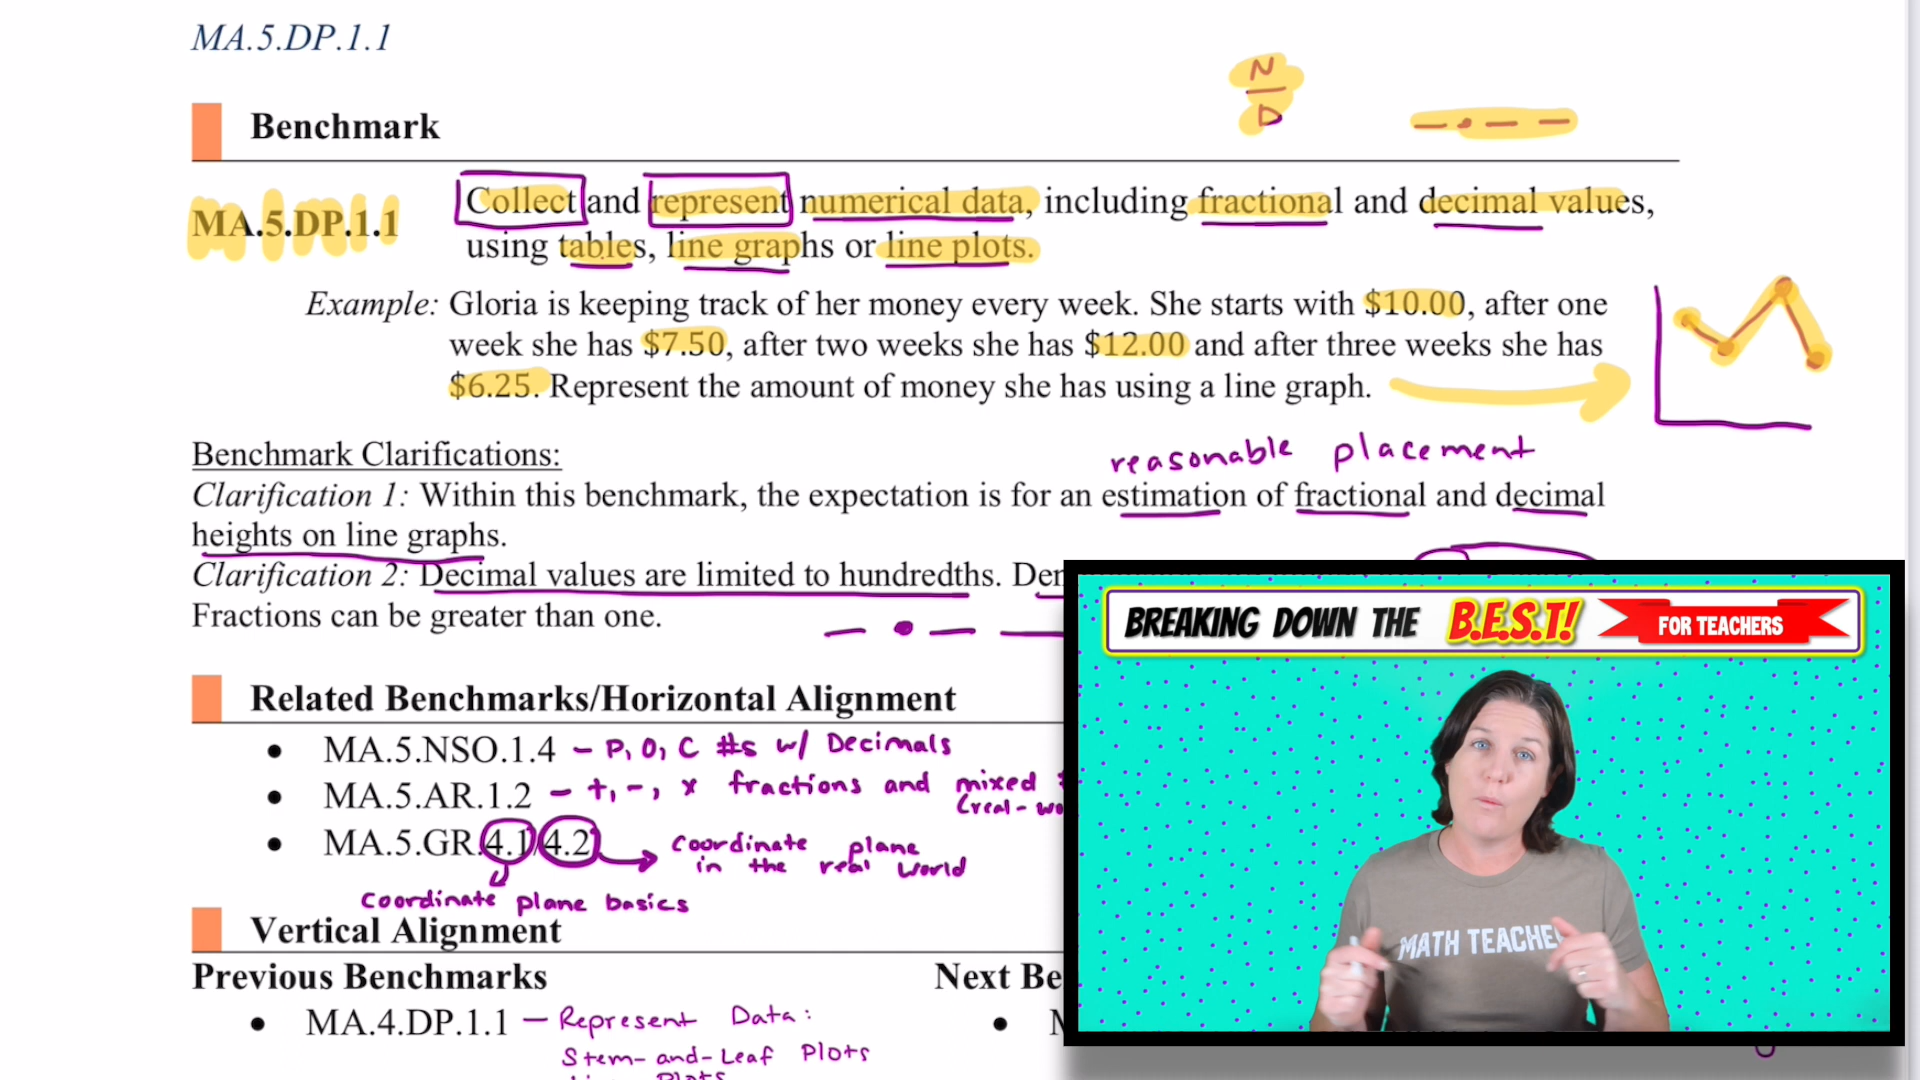 MA.5.DP.1.1
N
D
Benchmark
MA.5.DP.1.1
Collect and represent numerical data, including fractional and decimal values,
using tables, line graphs or line plots.
Example: Gloria is keeping track of her money every week. She starts with $10.00, after one
week she has $7.50, after two weeks she has $12.00 and after three weeks she has
$6.25. Represent the amount of money she has using a line graph.
Benchmark Clarifications:
reasonable placement
Clarification 1: Within this benchmark, the expectation is for an estimation of fractional and decimal
heights on line graphs.
Clarification 2: Decimal values are limited to hundredths.
Fractions can be greater than one.
BREAKING DOWN THE B.E.S.T! FOR TEACHERS
Related Benchmarks/Horizontal Alignment
• MA.5.NSO.1.4 – P, O, C #s w/ Decimals
• MA.5.AR.1.2 – +, -, x fractions and mixed
(real-wo
• MA.5.GR.4.1/4.2 → Coordinate plane
in the real world
Coordinate plane basics
MATH TEACHE
Vertical Alignment
Previous Benchmarks
Next Be
• MA.4.DP.1.1 – Represent Data:
Stem-and-Leaf Plots
Plots